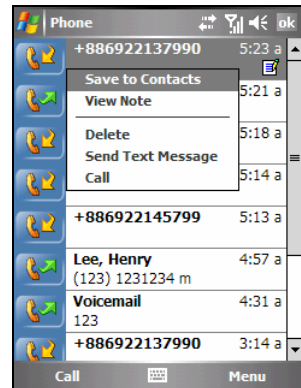 Phone
ok
+886922137990 5:23 a
Save to Contacts
View Note
5:21 a
Delete
5:18 a
Send Text Message
Call
5:14 a
+886922145799 5:13 a
Lee, Henry 4:57 a
(123) 1231234 m
Voicemail 4:31 a
123
+886922137990 3:14 a
Call Menu